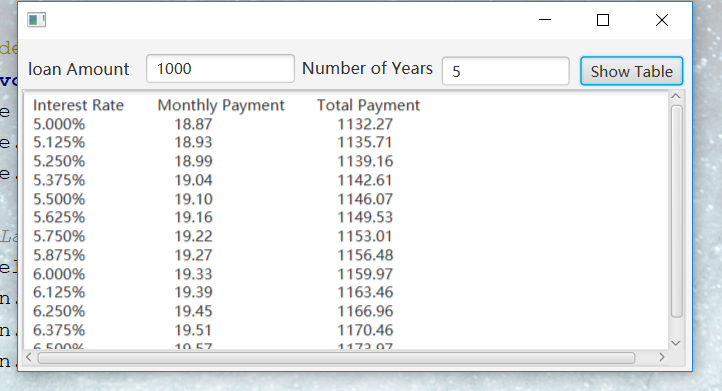 loan Amount 1000 Number of Years 5 Show Table
Interest Rate Monthly Payment Total Payment
5.000% 18.87 1132.27
5.125% 18.93 1135.71
5.250% 18.99 1139.16
5.375% 19.04 1142.61
5.500% 19.10 1146.07
5.625% 19.16 1149.53
5.750% 19.22 1153.01
5.875% 19.27 1156.48
6.000% 19.33 1159.97
6.125% 19.39 1163.46
6.250% 19.45 1166.96
6.375% 19.51 1170.46
6.500% 19.57 1173.97